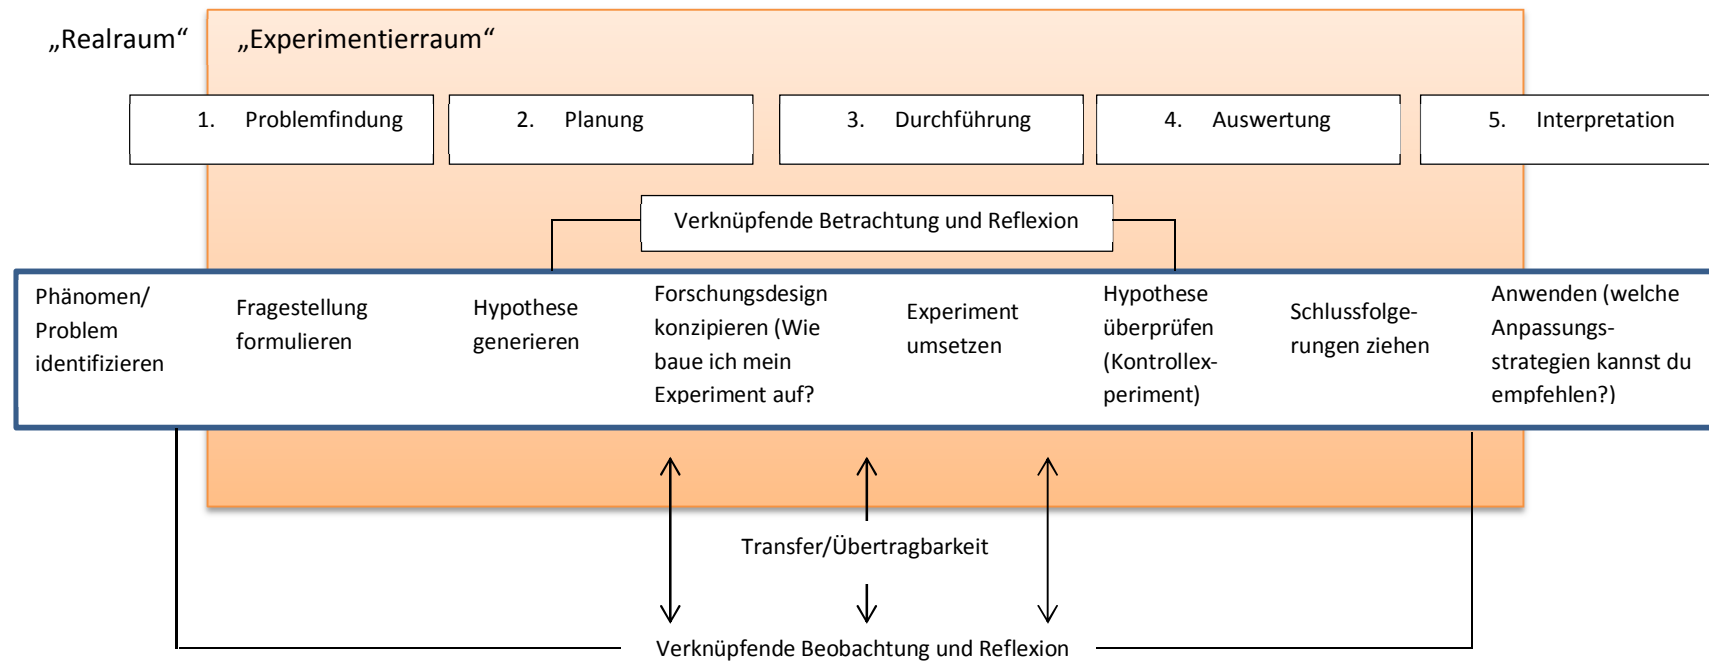 „Realraum“
„Experimentierraum“
1. Problemfindung
2. Planung
3. Durchführung
4. Auswertung
5. Interpretation
Verknüpfende Betrachtung und Reflexion
Phänomen/
Problem
identifizieren
Fragestellung
formulieren
Hypothese
generieren
Forschungsdesign
konzipieren (Wie
baue ich mein
Experiment auf?
Experiment
umsetzen
Hypothese
überprüfen
(Kontrollex-
periment)
Schlussfolge-
rungen ziehen
Anwenden (welche
Anpassungs-
strategien kannst du
empfehlen?)
Transfer/Übertragbarkeit
Verknüpfende Beobachtung und Reflexion